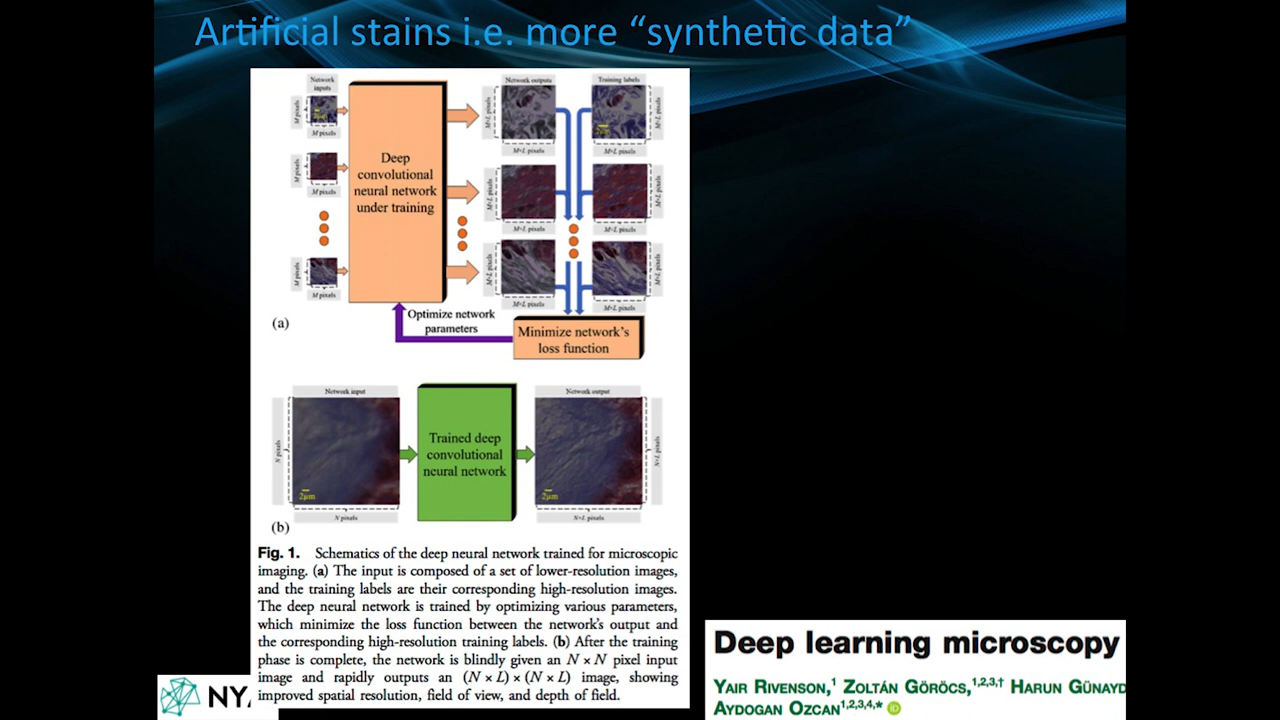 Artificial stains i.e. more “synthetic data”
Network inputs
Network outputs
Training labels
M pixels
M pixels
M×L pixels
M×L pixels
M×L pixels
M×L pixels
Deep
convolutional
neural network
under training
M pixels
M pixels
M×L pixels
M×L pixels
M×L pixels
M×L pixels
M pixels
M pixels
M×L pixels
M×L pixels
M×L pixels
M×L pixels
(a)
Optimize network
parameters
Minimize network’s
loss function
Network input
Network output
N pixels
Trained deep
convolutional
neural network
N×L pixels
2μm
2μm
N pixels
N×L pixels
(b)
Fig. 1. Schematics of the deep neural network trained for microscopic
imaging. (a) The input is composed of a set of lower-resolution images,
and the training labels are their corresponding high-resolution images.
The deep neural network is trained by optimizing various parameters,
which minimize the loss function between the network’s output and
the corresponding high-resolution training labels. (b) After the training
phase is complete, the network is blindly given an N × N pixel input
image and rapidly outputs an (N × L) × (N × L) image, showing
improved spatial resolution, field of view, and depth of field.
NY
Deep learning microscopy
YAIR RIVENSON,1 ZOLTÁN GÖRÖCS,1,2,3,† HARUN GÜNAYD
AYDOGAN OZCAN1,2,3,4,* iD